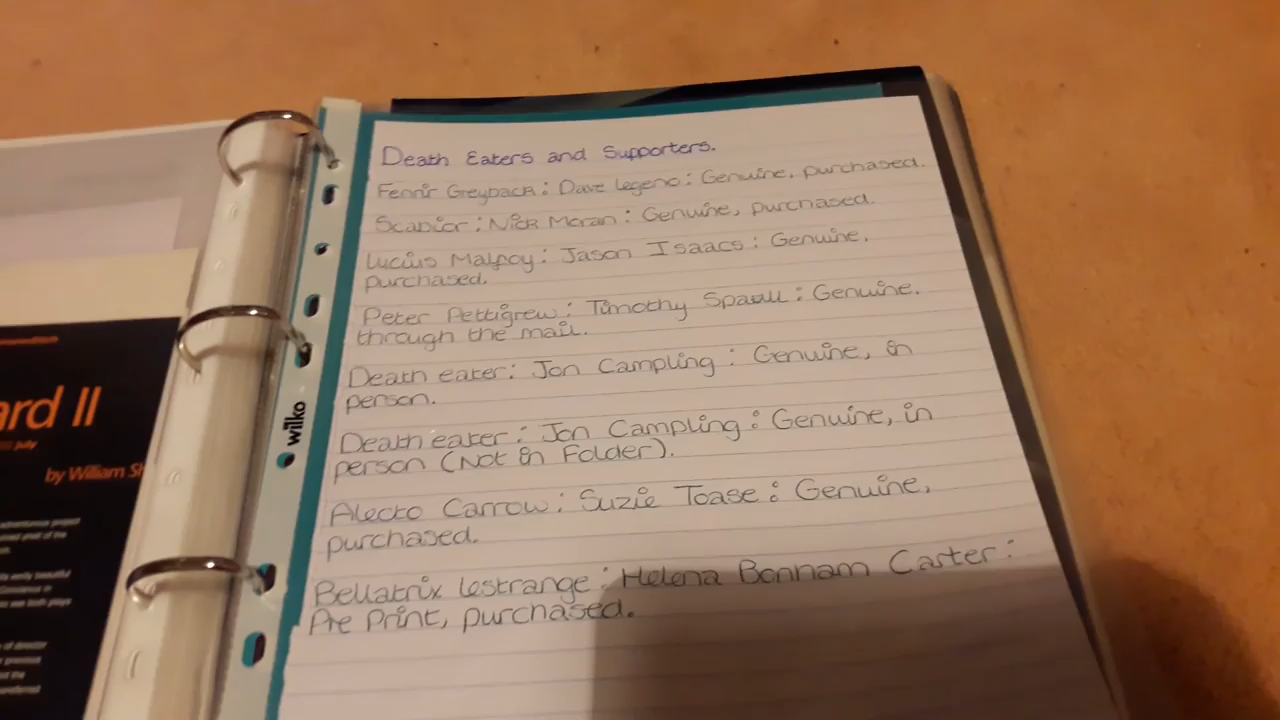 Death Eaters and Supporters.
Fenrir Greyback: Dave legeno: Genuine, purchased.
Scabior: Nick Moran: Genuine, purchased.
Lucius Malfoy: Jason Isaacs: Genuine,
purchased.
Peter Pettigrew: Timothy Spall: Genuine.
through the mail.
Death eater: Jon Campling: Genuine, in
person.
Death eater: Jon Campling: Genuine, in
person (Not in Folder).
Alecto Carrow: Suzie Toase: Genuine,
purchased.
Bellatrix lestrange: Helena Bonham Carter:
Pre Print, purchased.
wilko
ard II
July
by William Sh